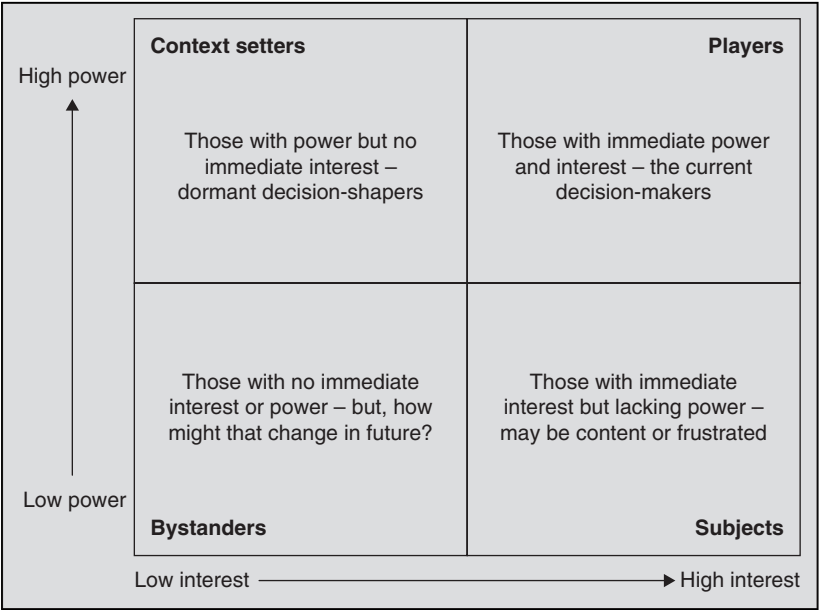 Context setters
Players
High power
Those with power but no
immediate interest –
dormant decision-shapers
Those with immediate power
and interest – the current
decision-makers
Those with no immediate
interest or power – but, how
might that change in future?
Those with immediate
interest but lacking power –
may be content or frustrated
Low power
Bystanders
Subjects
Low interest
High interest